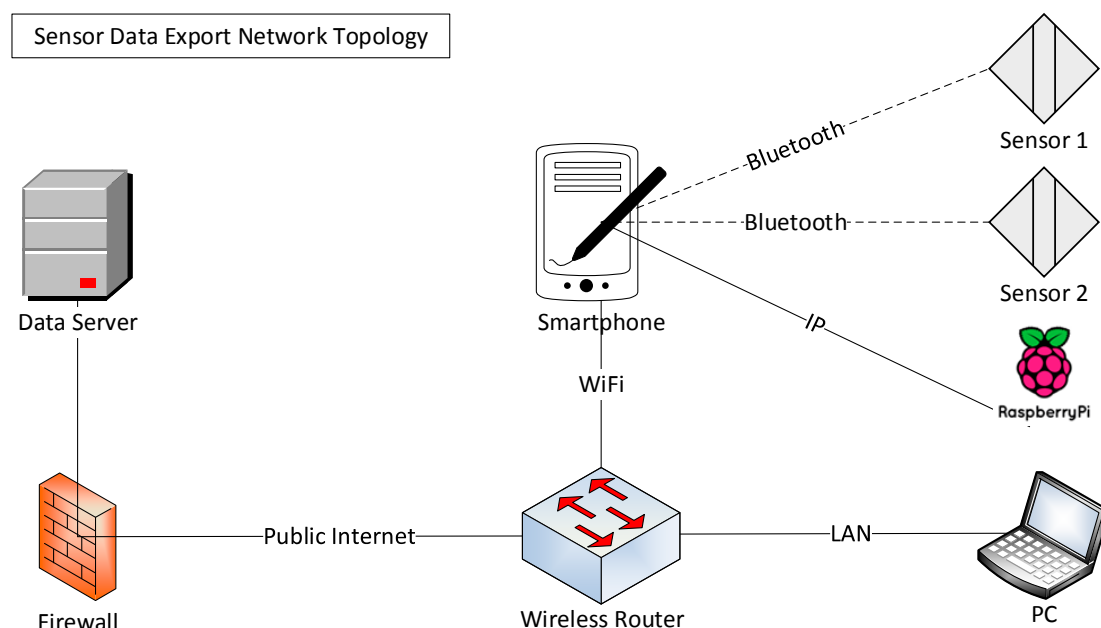 Sensor Data Export Network Topology
Bluetooth
Sensor 1
Bluetooth
Sensor 2
Data Server
Smartphone
IP
WiFi
RaspberryPi
Public Internet
LAN
Firewall
Wireless Router
PC